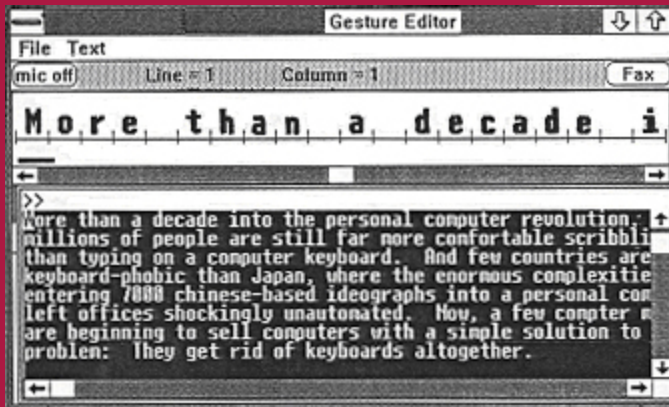 Gesture Editor
File Text
mic off Line = 1 Column = 1 Fax
More than a decade i
>>
More than a decade into the personal computer revolution,
millions of people are still far more comfortable scribbli
than typing on a computer keyboard. And few countries are
keyboard-phobic than Japan, where the enormous complexitie
entering 7000 chinese-based ideographs into a personal com
left offices shockingly unautomated. Now, a few compter m
are beginning to sell computers with a simple solution to
problem: They get rid of keyboards altogether.